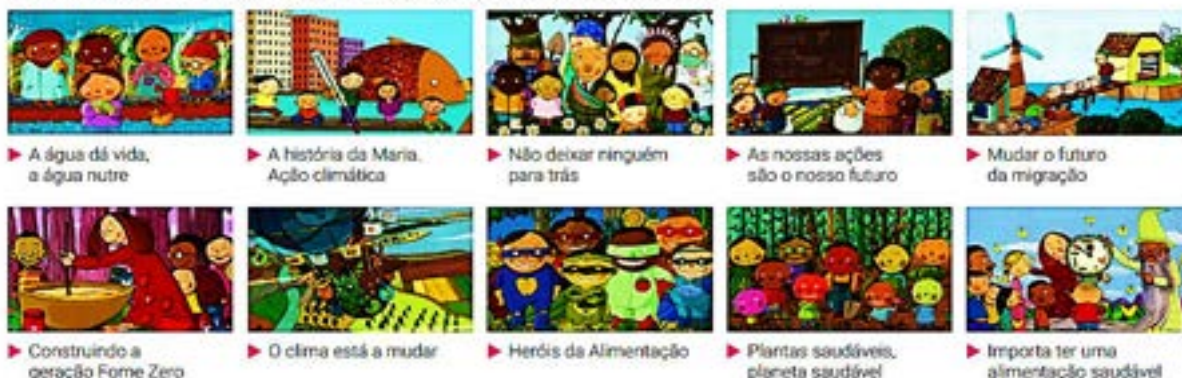 A água dá vida,
a água nutre
A história da Maria.
Ação climática
Não deixar ninguém
para trás
As nossas ações
são o nosso futuro
Mudar o futuro
da migração
Construindo a
geração Fome Zero
O clima está a mudar
Heróis da Alimentação
Plantas saudáveis,
planeta saudável
Importa ter uma
alimentação saudável